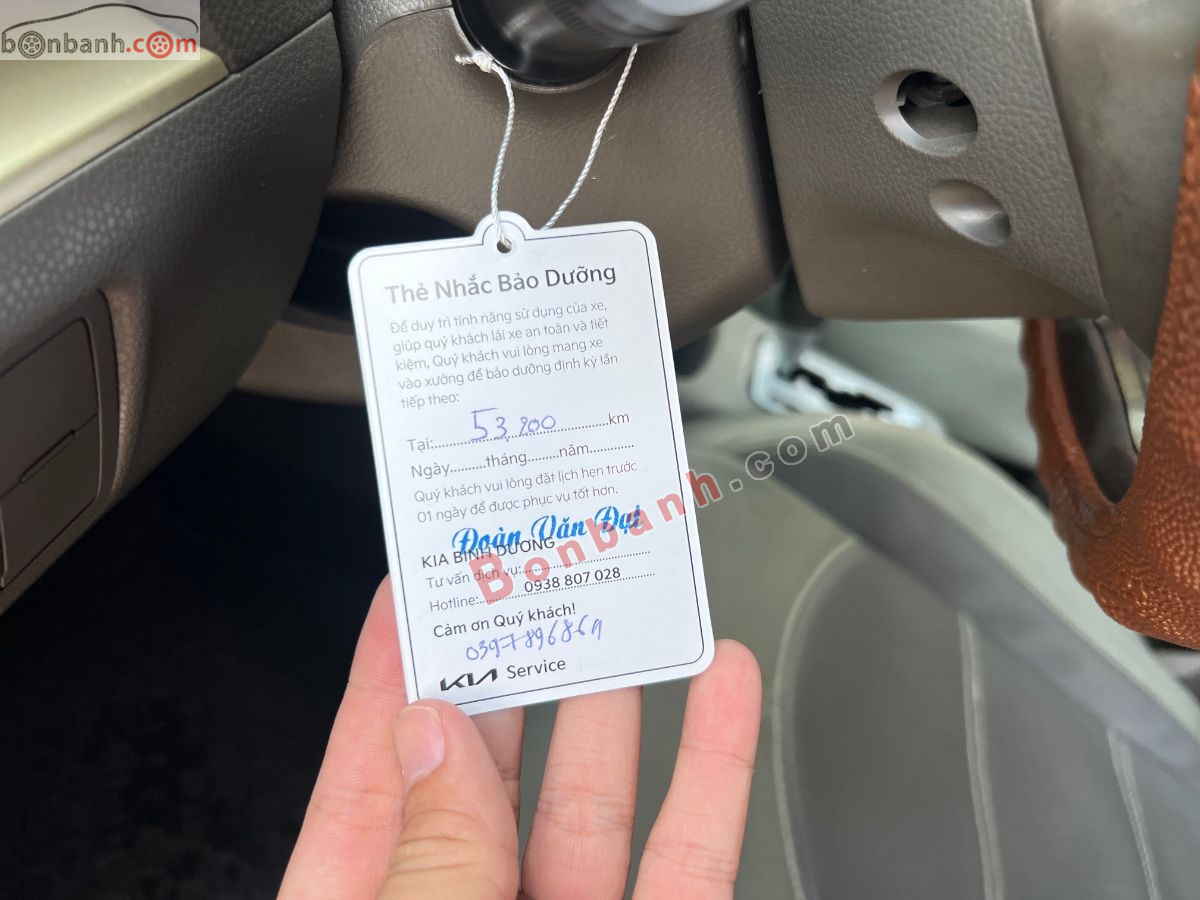 bonbanh.com
Thẻ Nhắc Bảo Dưỡng
Để duy trì tính năng sử dụng của xe,
giúp quý khách lái xe an toàn và tiết
kiệm, Quý khách vui lòng mang xe
vào xưởng để bảo dưỡng định kỳ lần
tiếp theo:
Tại:.......53.800.......km
Ngày..........tháng.........năm.............
Quý khách vui lòng đặt lịch hẹn trước
01 ngày để được phục vụ tốt hơn.
Đoàn Văn Đạt
KIA BÌNH DƯƠNG
Tư vấn dịch vụ:
Hotline:.......0938 807 028
Cảm ơn Quý khách!
KIA Service
Bonbanh.com